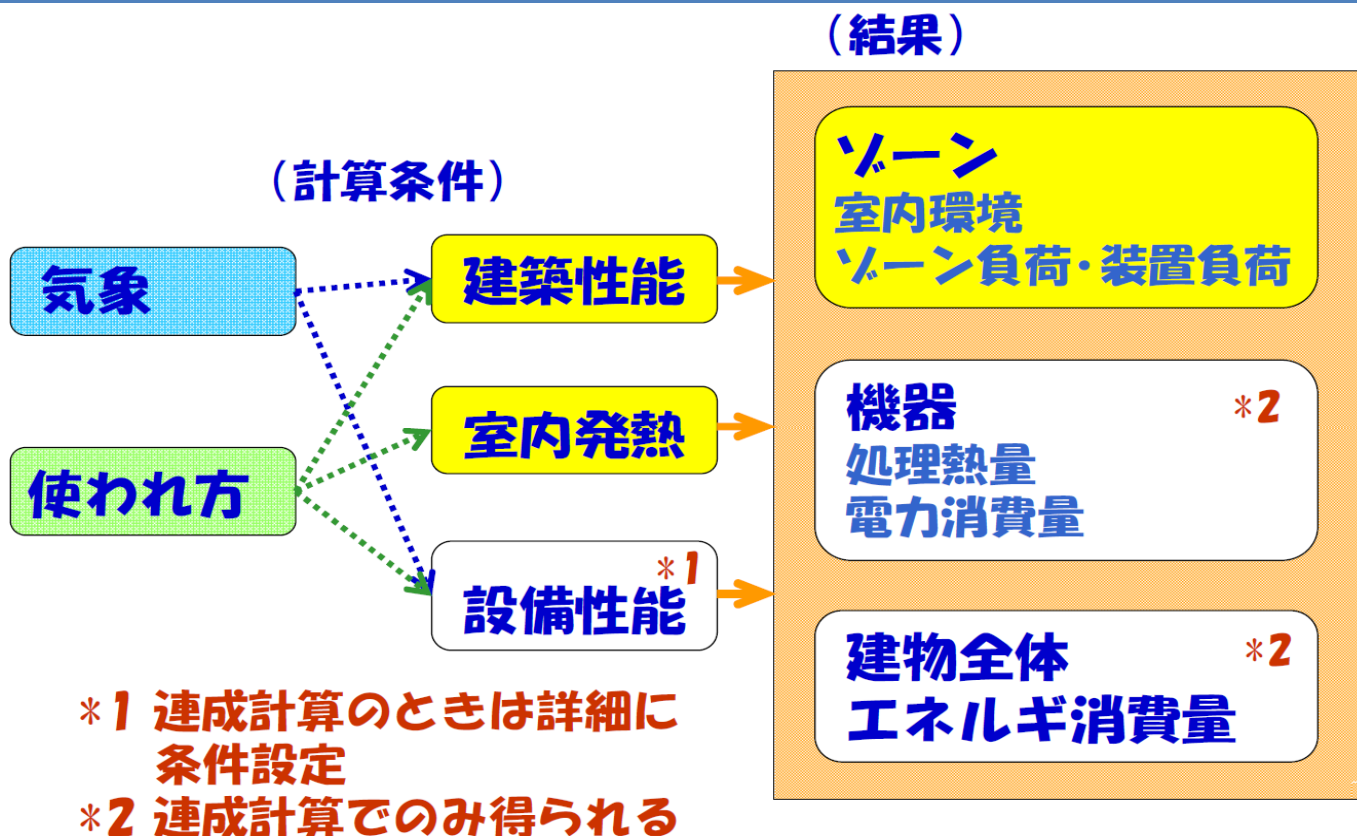 （結果）
（計算条件）
気象
使われ方
建築性能
室内発熱
*1
設備性能
ゾーン
室内環境
ゾーン負荷・装置負荷
機器 *2
処理熱量
電力消費量
建物全体 *2
エネルギ消費量
*1 連成計算のときは詳細に
条件設定
*2 連成計算でのみ得られる